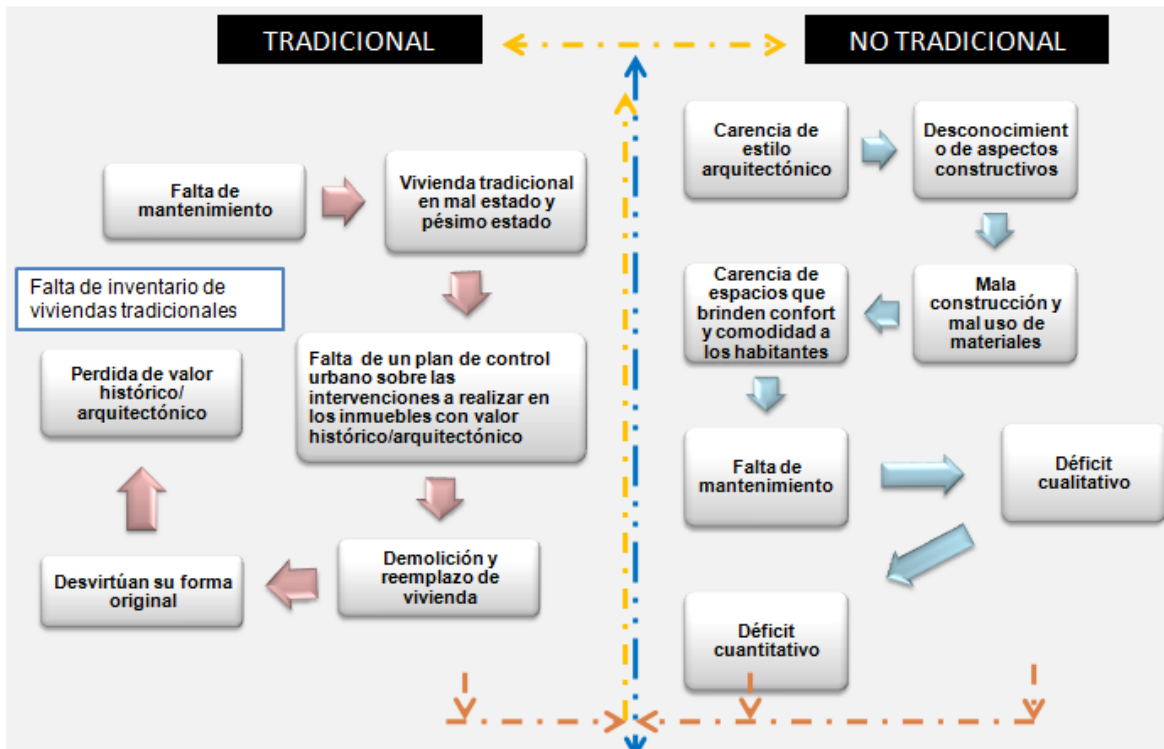 TRADICIONAL
Falta de
mantenimiento
Vivienda tradicional
en mal estado y
pésimo estado
Falta de inventario de
viviendas tradicionales
Falta de un plan de control
urbano sobre las
intervenciones a realizar en
los inmuebles con valor
histórico/arquitectónico
Perdida de valor
histórico/
arquitectónico
Demolición y
reemplazo de
vivienda
Desvirtúan su forma
original
NO TRADICIONAL
Carencia de
estilo
arquitectónico
Desconocimient
o de aspectos
constructivos
Carencia de
espacios que
brinden confort
y comodidad a
los habitantes
Mala
construcción y
mal uso de
materiales
Falta de
mantenimiento
Déficit
cualitativo
Déficit
cuantitativo